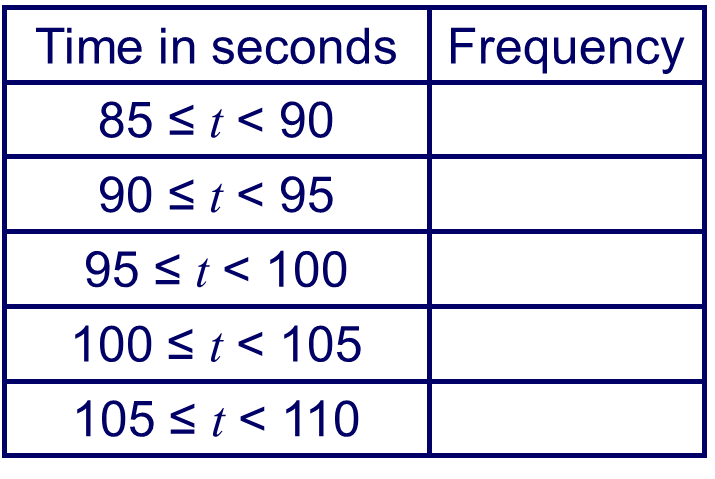 Time in seconds Frequency
85 ≤ t < 90
90 ≤ t < 95
95 ≤ t < 100
100 ≤ t < 105
105 ≤ t < 110